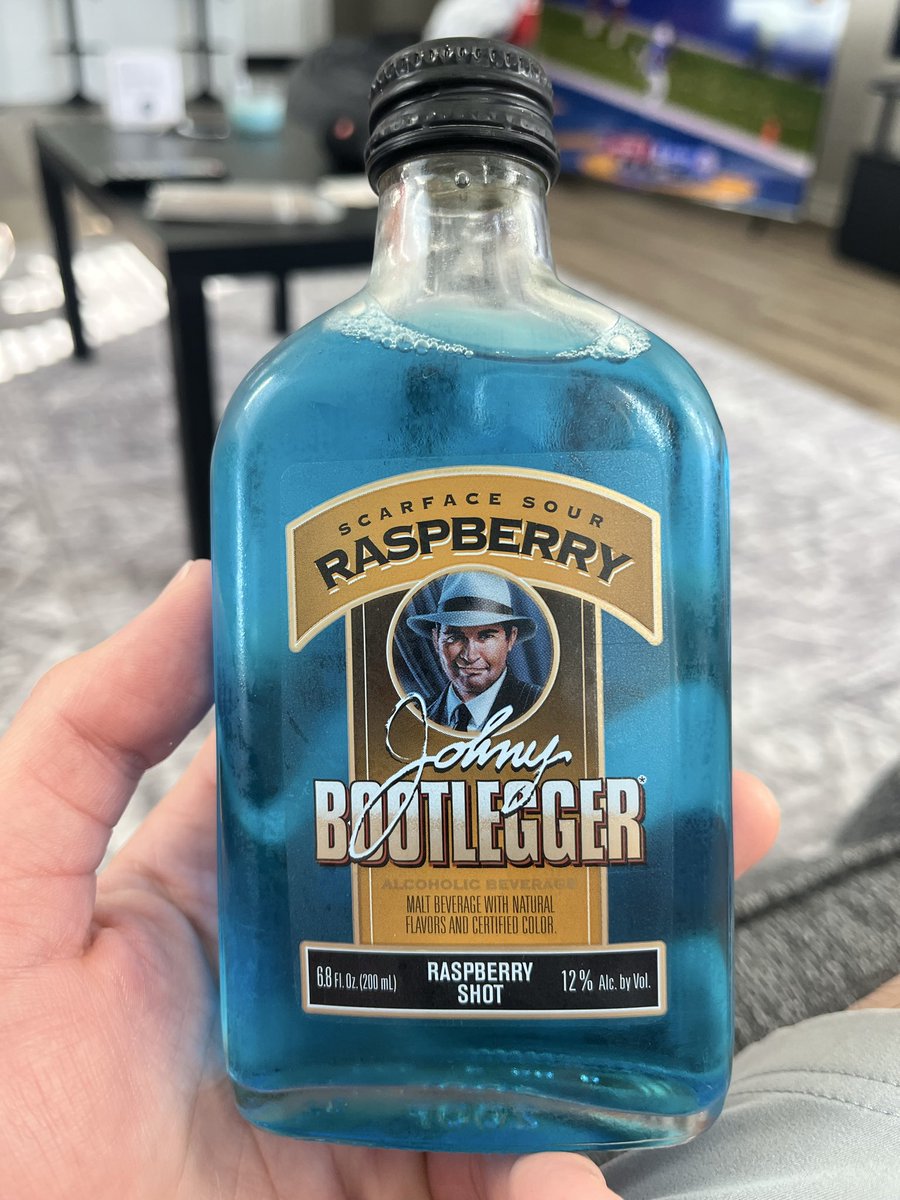 SCARFACE SOUR
RASPBERRY
Johny
BOOTLEGGER*
ALCOHOLIC BEVERAGE
MALT BEVERAGE WITH NATURAL
FLAVORS AND CERTIFIED COLOR.
6.8 Fl. Oz. (200 mL)
RASPBERRY
SHOT
12% Alc. by Vol.